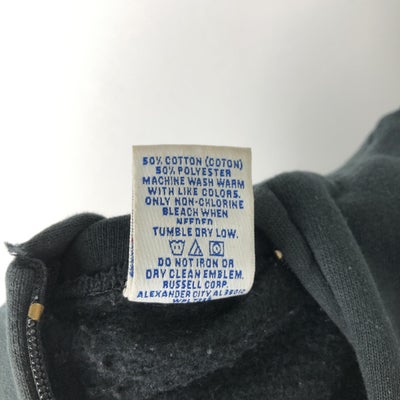 50% COTTON (COTON)
50% POLYESTER
MACHINE WASH WARM
WITH LIKE COLORS.
ONLY NON-CHLORINE
BLEACH WHEN
NEEDED
TUMBLE DRY LOW.
DO NOT IRON OR
DRY CLEAN EMBLEM.
RUSSELL CORP.
ALEXANDER CITY, AL